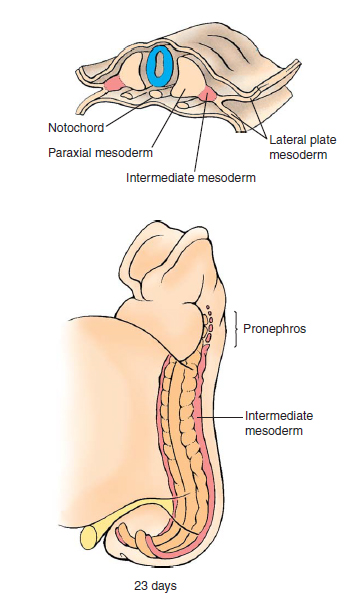 Notochord
Lateral plate
mesoderm
Paraxial mesoderm
Intermediate mesoderm
Pronephros
Intermediate
mesoderm
23 days